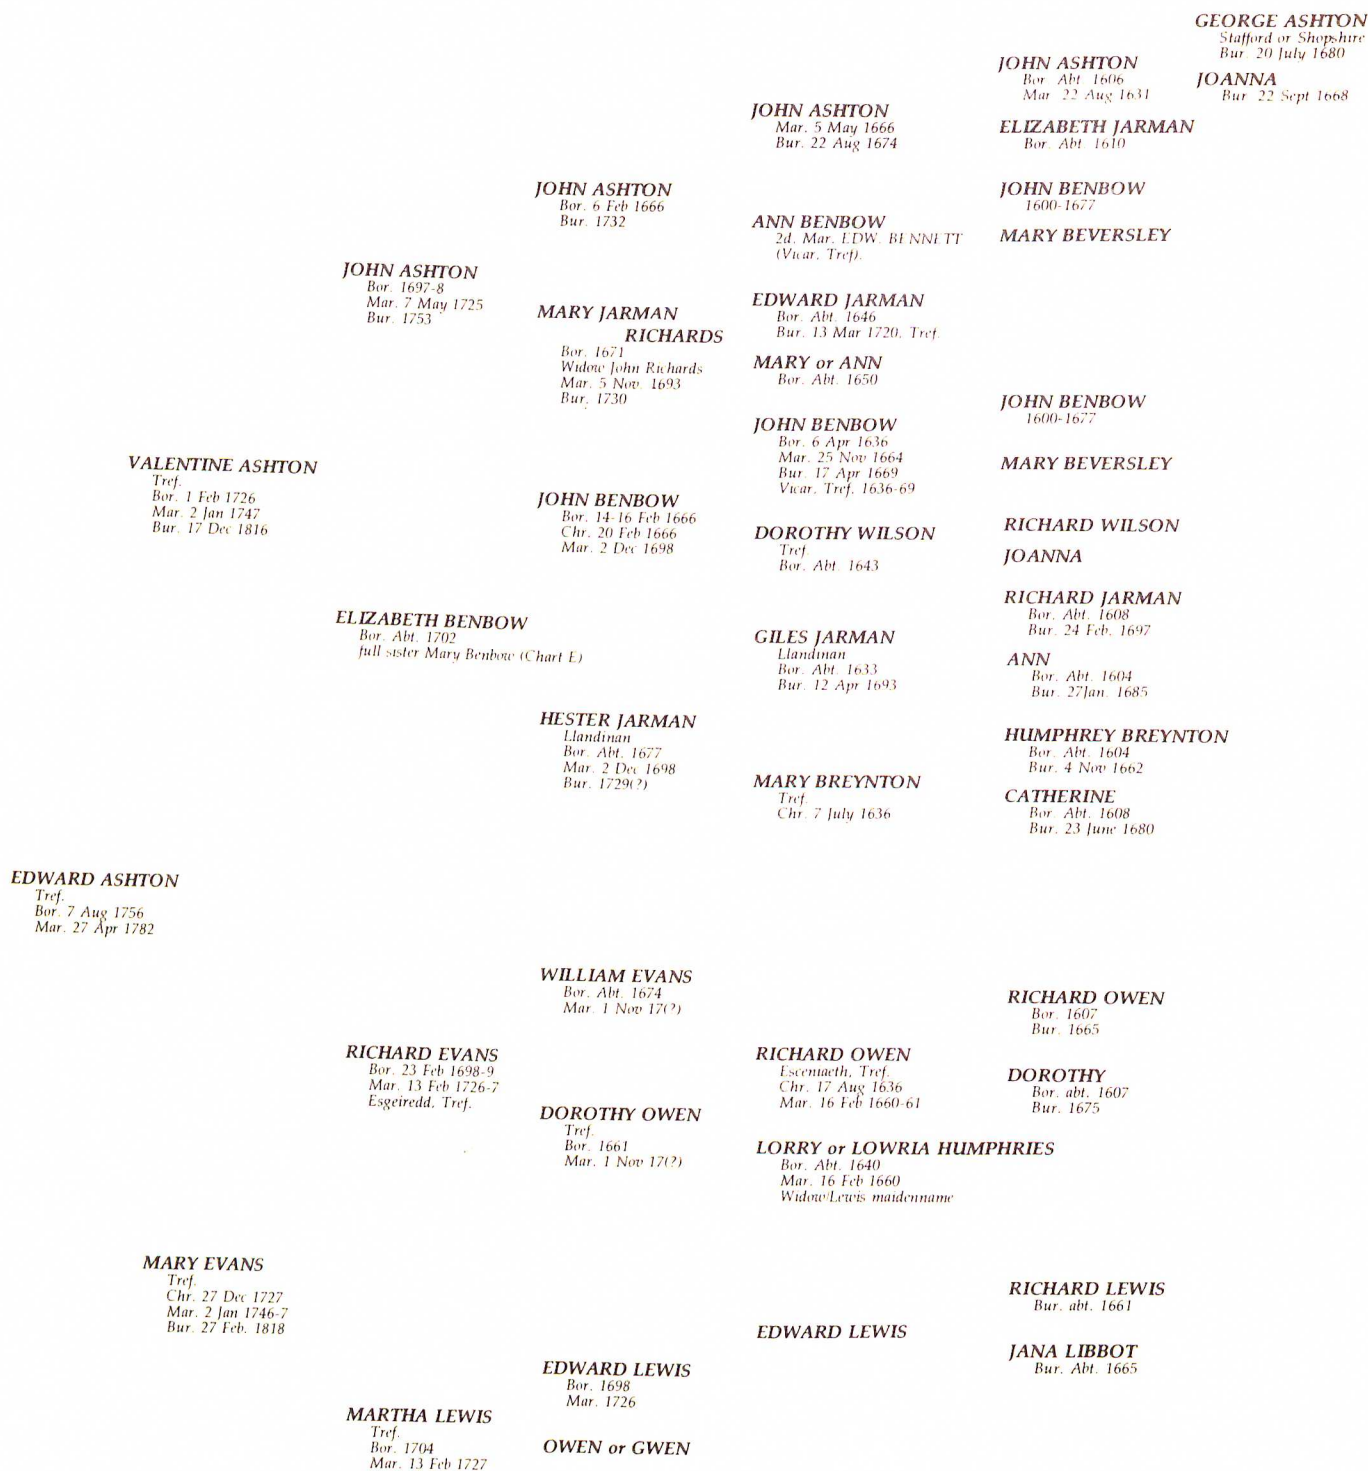 GEORGE ASHTON
Stafford or Shopshire
Bur. 20 July 1680
JOANNA
Bur. 22 Sept 1668
JOHN ASHTON
Bor. Abt. 1606
Mar. 22 Aug 1631
ELIZABETH JARMAN
Bor. Abt. 1610
JOHN ASHTON
Mar. 5 May 1666
Bur. 22 Aug 1674
JOHN BENBOW
1600-1677
MARY BEVERSLEY
ANN BENBOW
2d. Mar. EDW. BENNETT
(Vicar, Tref).
JOHN ASHTON
Bor. 6 Feb 1666
Bur. 1732
EDWARD JARMAN
Bor. Abt. 1646
Bur. 13 Mar 1720, Tref.
MARY or ANN
Bor. Abt. 1650
MARY JARMAN
RICHARDS
Bor. 1671
Widow John Richards
Mar. 5 Nov. 1693
Bur. 1730
JOHN ASHTON
Bor. 1697-8
Mar. 7 May 1725
Bur. 1753
JOHN BENBOW
1600-1677
MARY BEVERSLEY
JOHN BENBOW
Bor. 6 Apr 1636
Mar. 25 Nov 1664
Bur. 17 Apr 1669
Vicar, Tref. 1636-69
RICHARD WILSON
JOANNA
DOROTHY WILSON
Tref.
Bor. Abt. 1643
JOHN BENBOW
Bor. 14-16 Feb 1666
Chr. 20 Feb 1666
Mar. 2 Dec 1698
VALENTINE ASHTON
Tref.
Bor. 1 Feb 1726
Mar. 2 Jan 1747
Bur. 17 Dec 1816
RICHARD JARMAN
Bor. Abt. 1608
Bur. 24 Feb. 1697
ANN
Bor. Abt. 1604
Bur. 27Jan. 1685
GILES JARMAN
Llandinan
Bor. Abt. 1633
Bur. 12 Apr 1693
ELIZABETH BENBOW
Bor. Abt. 1702
full sister Mary Benbow (Chart E)
HUMPHREY BREYNTON
Bor. Abt. 1604
Bur. 4 Nov 1662
CATHERINE
Bor. Abt. 1608
Bur. 23 June 1680
MARY BREYNTON
Tref.
Chr. 7 July 1636
HESTER JARMAN
Llandinan
Bor. Abt. 1677
Mar. 2 Dec 1698
Bur. 1729(?)
EDWARD ASHTON
Tref.
Bor. 7 Aug 1756
Mar. 27 Apr 1782
WILLIAM EVANS
Bor. Abt. 1674
Mar. 1 Nov 17(?)
RICHARD OWEN
Bor. 1607
Bur. 1665
DOROTHY
Bor. abt. 1607
Bur. 1675
RICHARD OWEN
Esceniaeth, Tref.
Chr. 17 Aug 1636
Mar. 16 Feb 1660-61
RICHARD EVANS
Bor. 23 Feb 1698-9
Mar. 13 Feb 1726-7
Esgeiredd, Tref.
DOROTHY OWEN
Tref.
Bor. 1661
Mar. 1 Nov 17(?)
LORRY or LOWRIA HUMPHRIES
Bor. Abt. 1640
Mar. 16 Feb 1660
Widow/Lewis maidenname
MARY EVANS
Tref.
Chr. 27 Dec 1727
Mar. 2 Jan 1746-7
Bur. 27 Feb. 1818
RICHARD LEWIS
Bur. abt. 1661
EDWARD LEWIS
JANA LIBBOT
Bur. Abt. 1665
EDWARD LEWIS
Bor. 1698
Mar. 1726
MARTHA LEWIS
Tref.
Bor. 1704
Mar. 13 Feb 1727
OWEN or GWEN